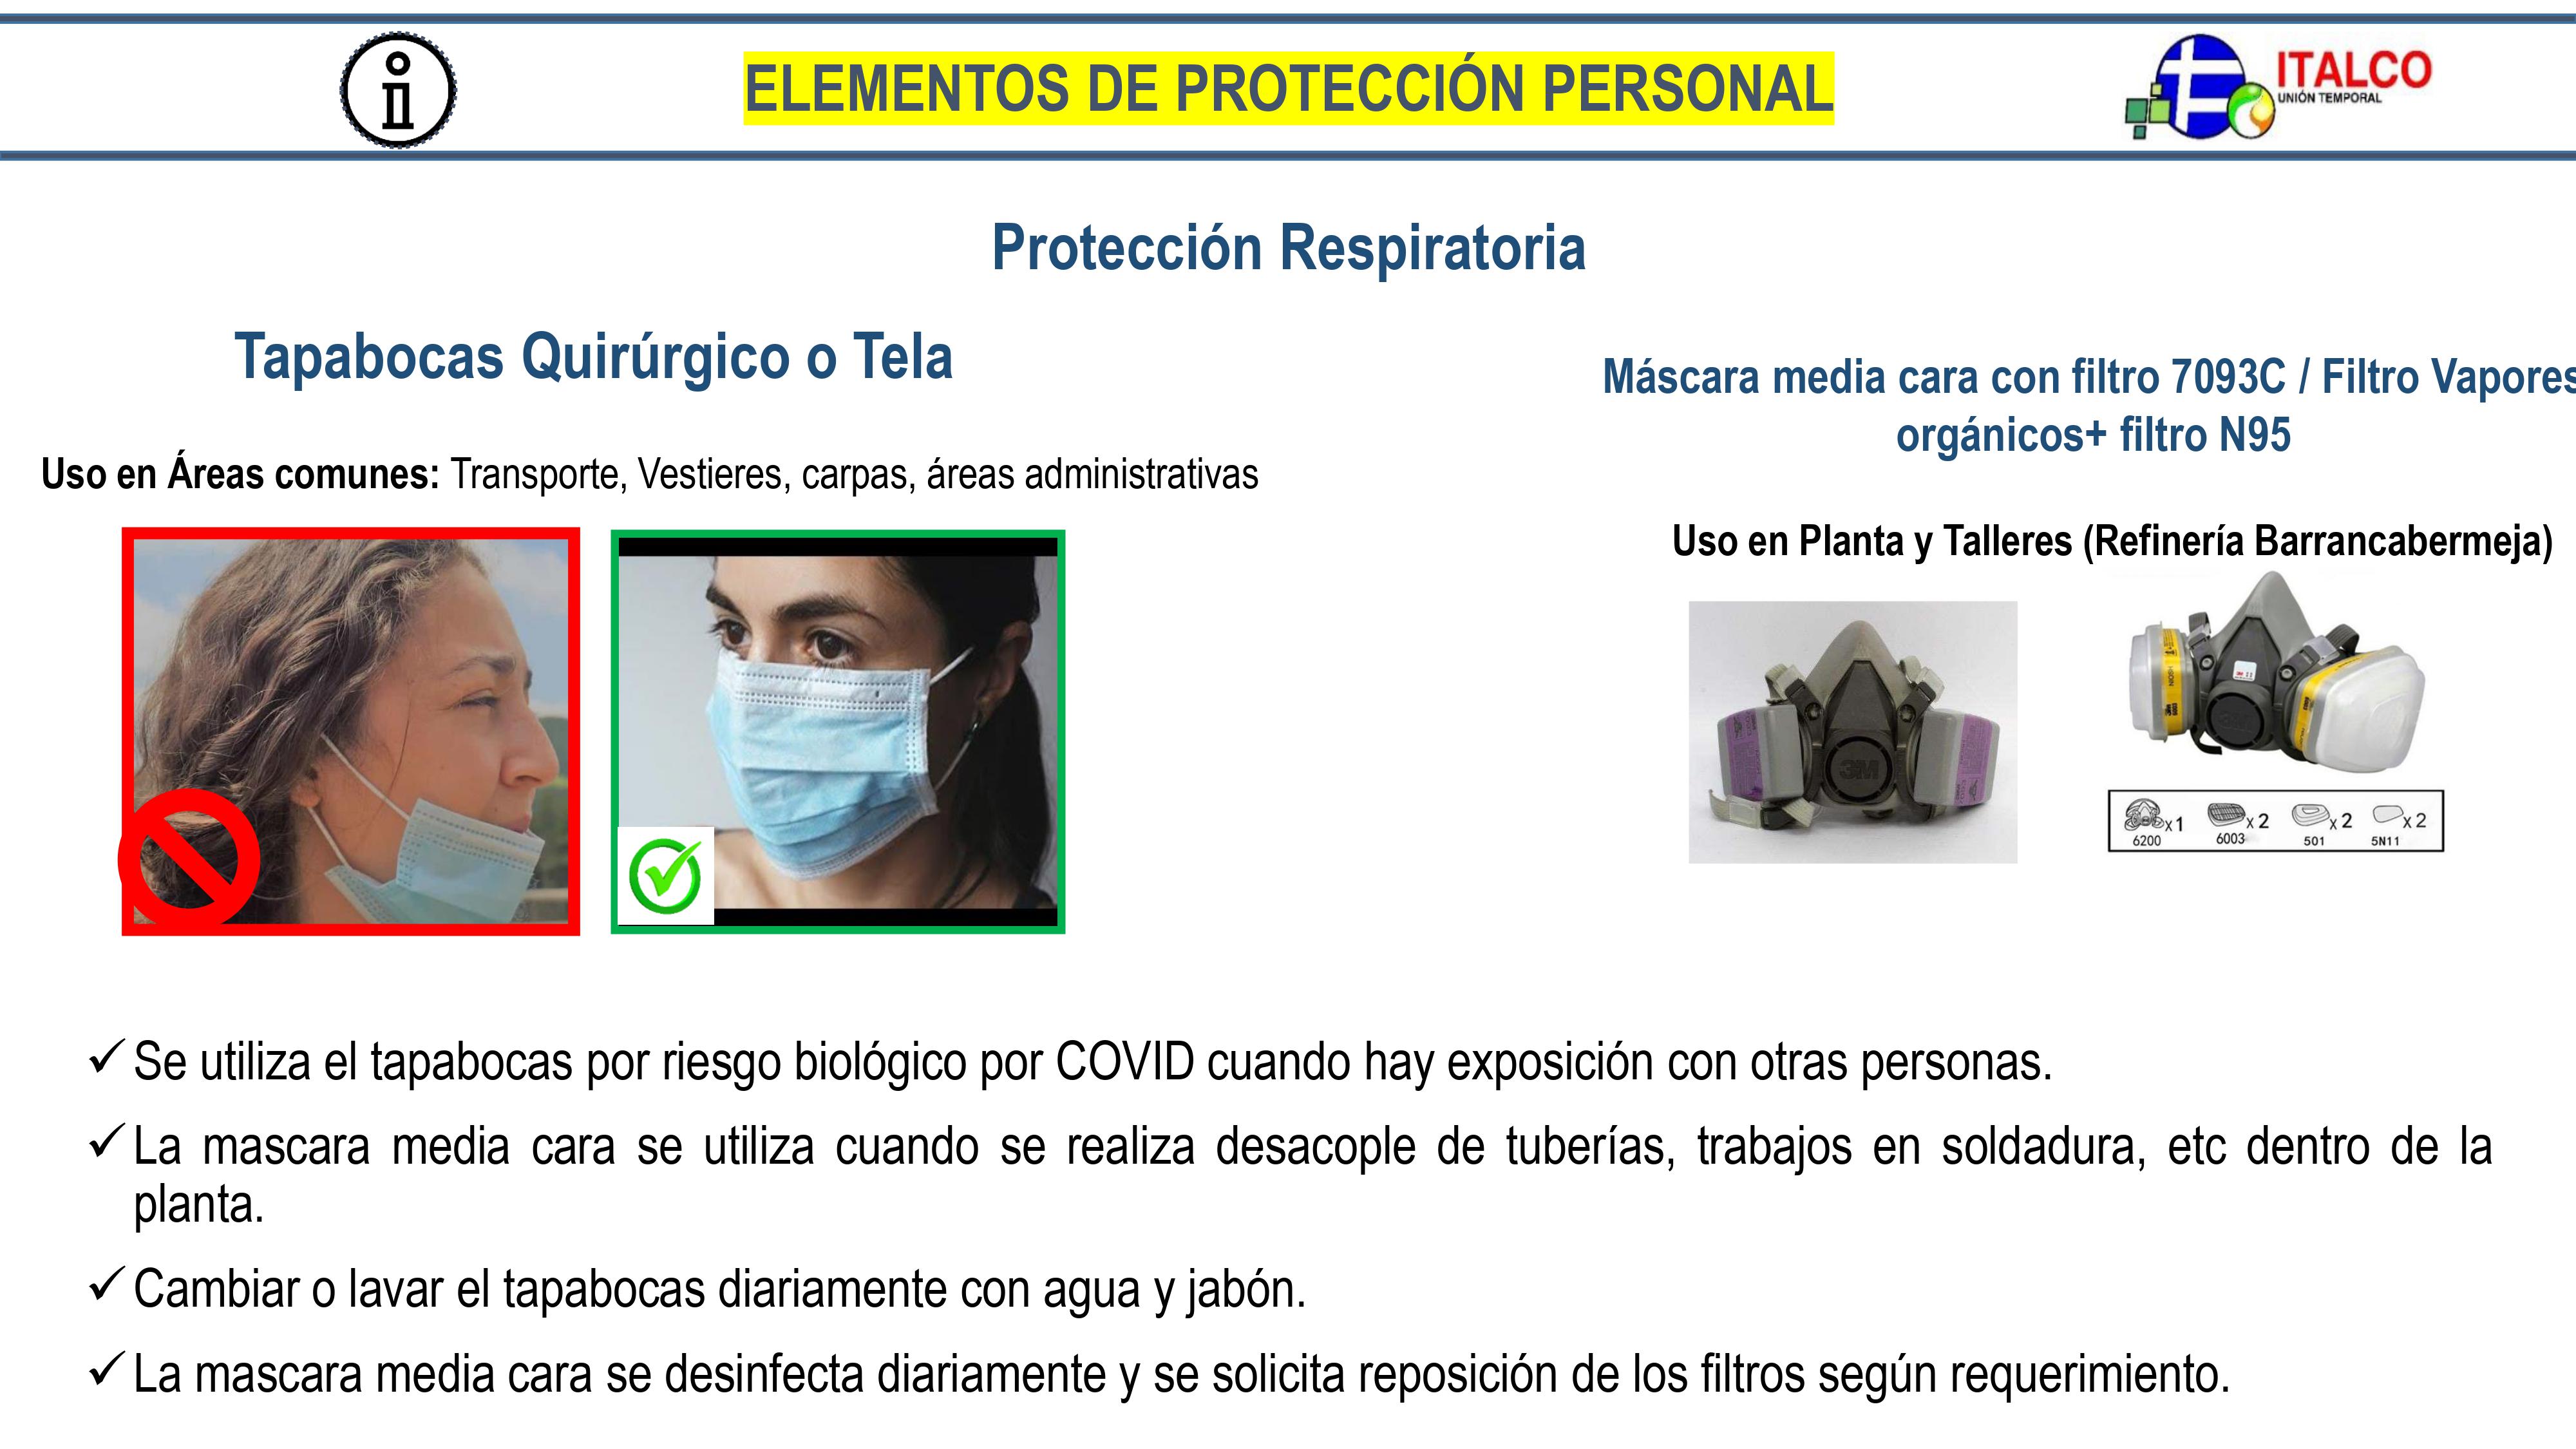 ELEMENTOS DE PROTECCIÓN PERSONAL
ITALCO
UNIÓN TEMPORAL
Protección Respiratoria
Tapabocas Quirúrgico o Tela
Uso en Áreas comunes: Transporte, Vestieres, carpas, áreas administrativas
Máscara media cara con filtro 7093C / Filtro Vapores
orgánicos+ filtro N95
Uso en Planta y Talleres (Refinería Barrancabermeja)
3M
x 1
x 2
x 2
x 2
6200
6003
501
5N11
✓ Se utiliza el tapabocas por riesgo biológico por COVID cuando hay exposición con otras personas.
✓ La mascara media cara se utiliza cuando se realiza desacople de tuberías, trabajos en soldadura, etc dentro de la
planta.
✓ Cambiar o lavar el tapabocas diariamente con agua y jabón.
✓ La mascara media cara se desinfecta diariamente y se solicita reposición de los filtros según requerimiento.